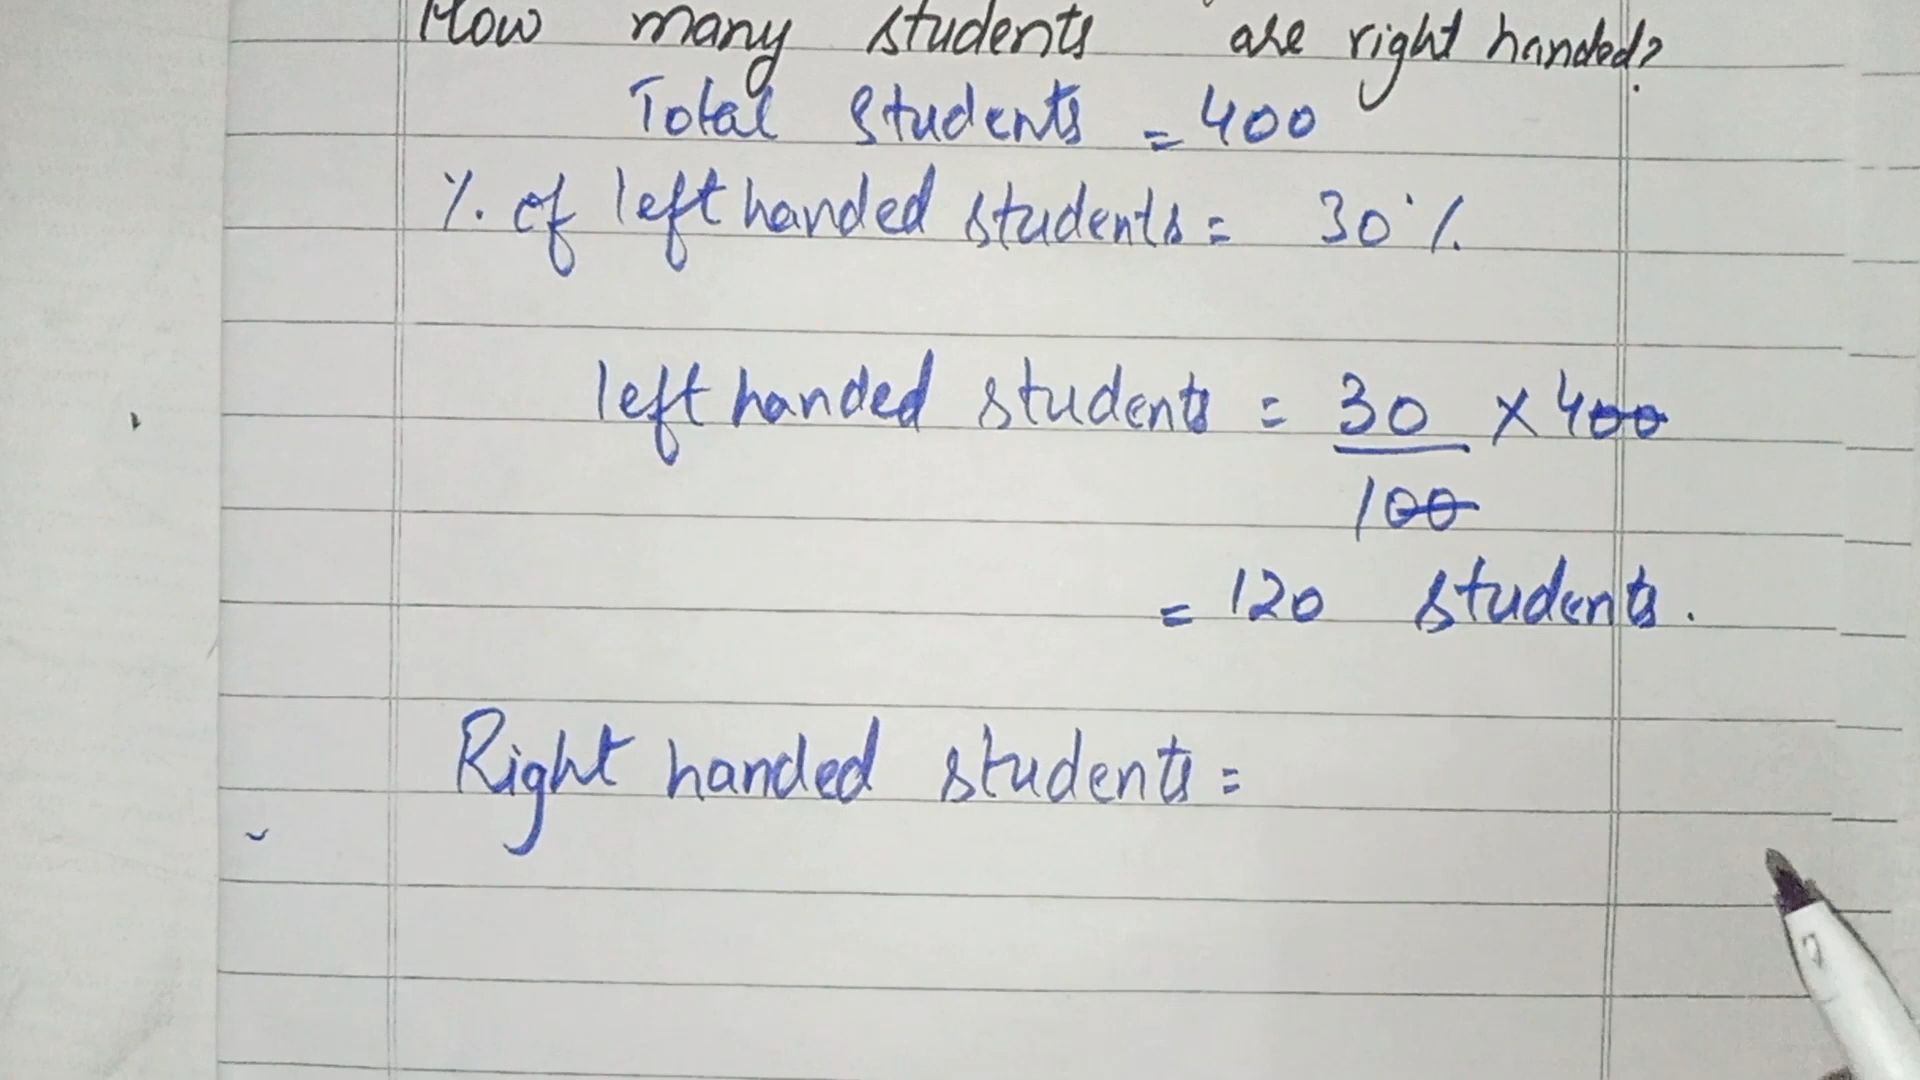 How many students are right handed?
Total students = 400
% of left handed students = 30%
left handed students = 30 × 400
100
= 120 students.
Right handed students =